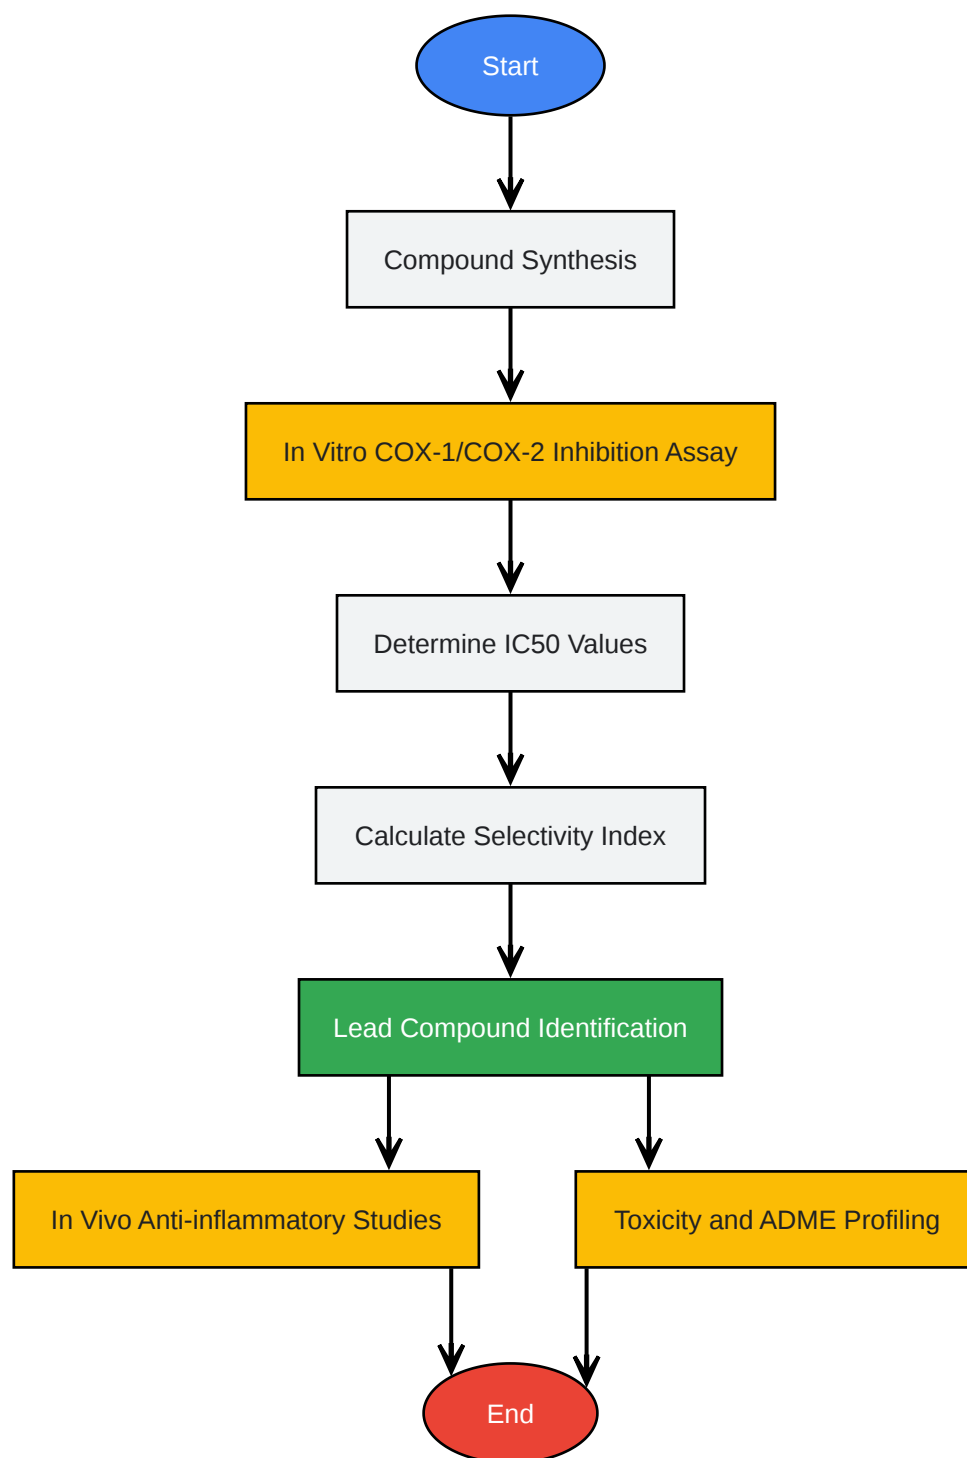 Start
Compound Synthesis
In Vitro COX-1/COX-2 Inhibition Assay
Determine IC50 Values
Calculate Selectivity Index
Lead Compound Identification
In Vivo Anti-inflammatory Studies
Toxicity and ADME Profiling
End